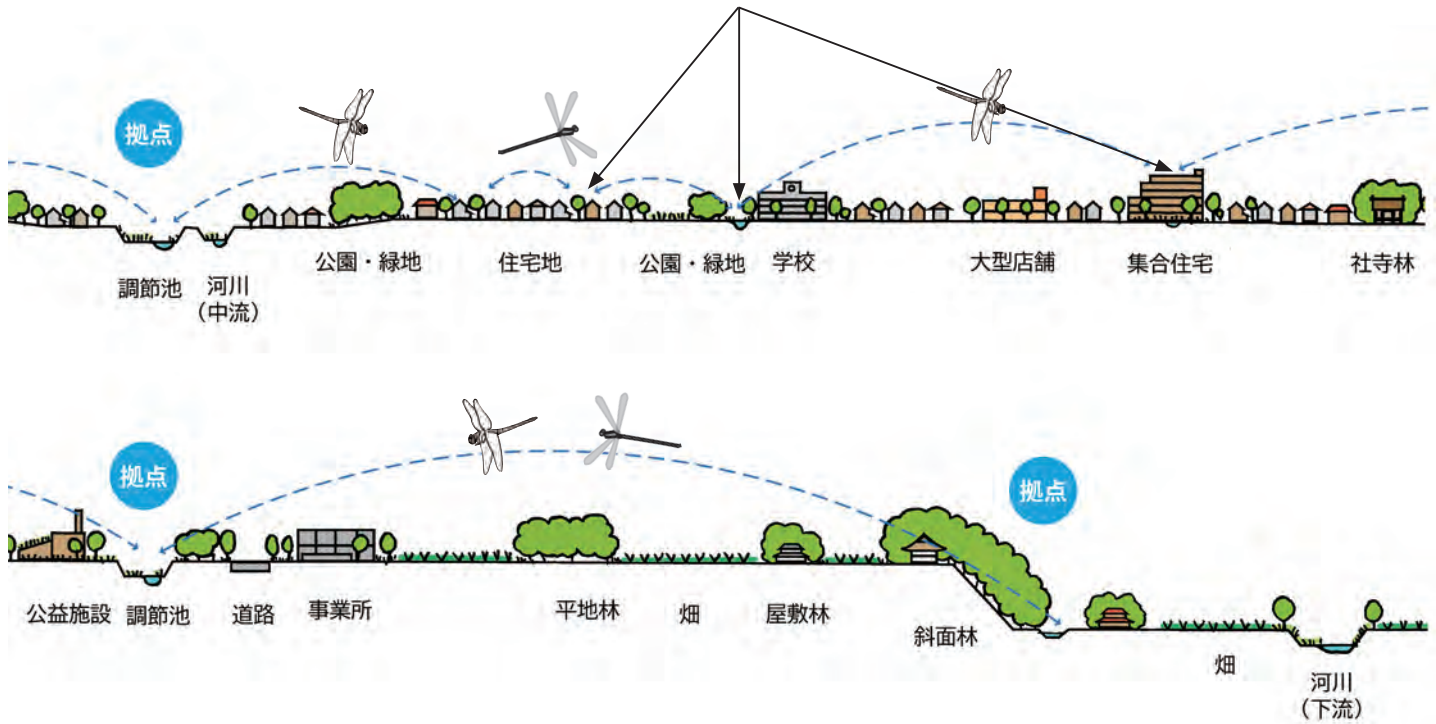 拠点
公園・緑地
住宅地
公園・緑地
学校
大型店舗
集合住宅
社寺林
調節池
河川
（中流）
拠点
拠点
公益施設
調節池
道路
事業所
平地林
畑
屋敷林
斜面林
畑
河川
（下流）